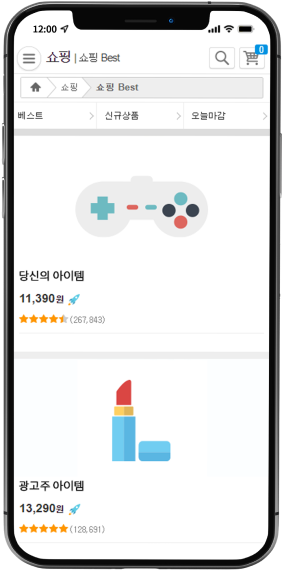 12:00
쇼핑 | 쇼핑 Best
0
쇼핑 쇼핑 Best
베스트 신규상품 오늘마감
당신의 아이템
11,390원
(267,843)
광고주 아이템
13,290원
(128,691)